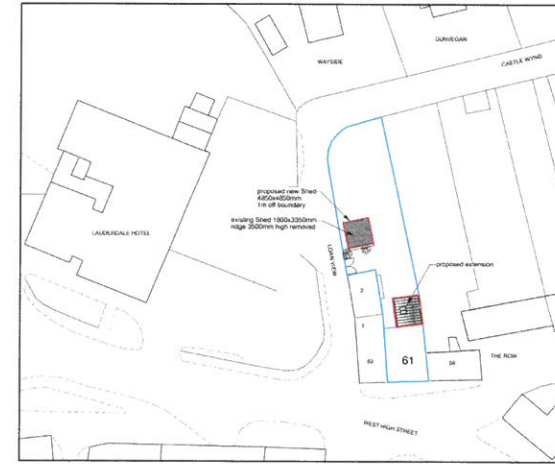 DUNVEGAN
WAYSIDE
CASTLE WYND
proposed new Shed
4850x4850mm
1m off boundary
existing Shed 1800x3350mm
ridge 3500mm high removed
LAUDERDALE HOTEL
LOAN VIEW
proposed extension
2
1
63
61
59
THE ROW
WEST HIGH STREET